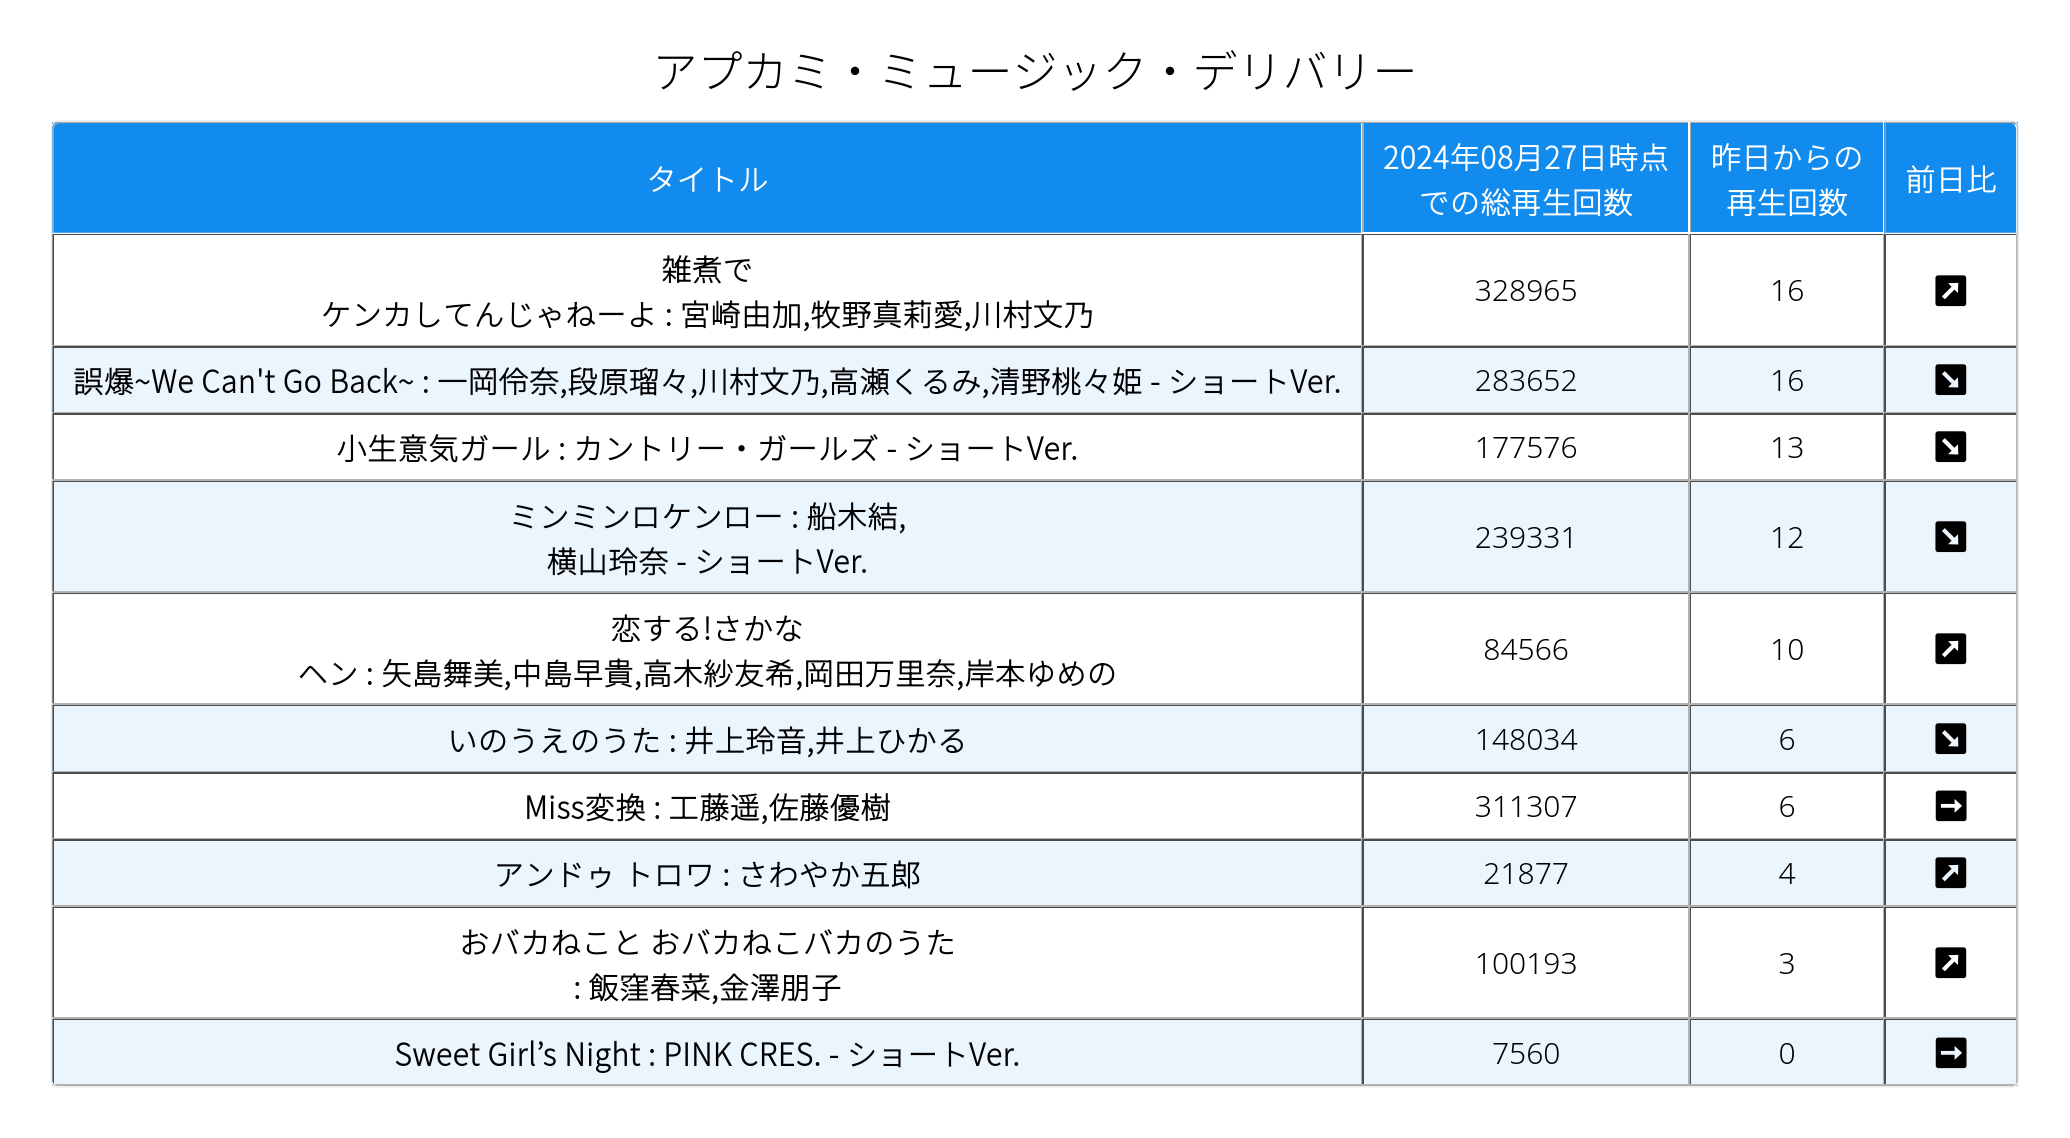 アプカミ・ミュージック・デリバリー
タイトル
2024年08月27日時点
での総再生回数
昨日からの
再生回数
前日比
雑煮で
ケンカしてんじゃねーよ : 宮崎由加,牧野真莉愛,川村文乃
328965
16
誤爆~We Can't Go Back~ : 一岡伶奈,段原瑠々,川村文乃,高瀬くるみ,清野桃々姫 - ショートVer.
283652
16
小生意気ガール : カントリー・ガールズ - ショートVer.
177576
13
ミンミンロケンロー : 船木結,
横山玲奈 - ショートVer.
239331
12
恋する!さかな
ヘン : 矢島舞美,中島早貴,高木紗友希,岡田万里奈,岸本ゆめの
84566
10
いのうえのうた : 井上玲音,井上ひかる
148034
6
Miss変換 : 工藤遥,佐藤優樹
311307
6
アンドゥ トロワ : さわやか五郎
21877
4
おバカねこと おバカねこバカのうた
: 飯窪春菜,金澤朋子
100193
3
Sweet Girl’s Night : PINK CRES. - ショートVer.
7560
0